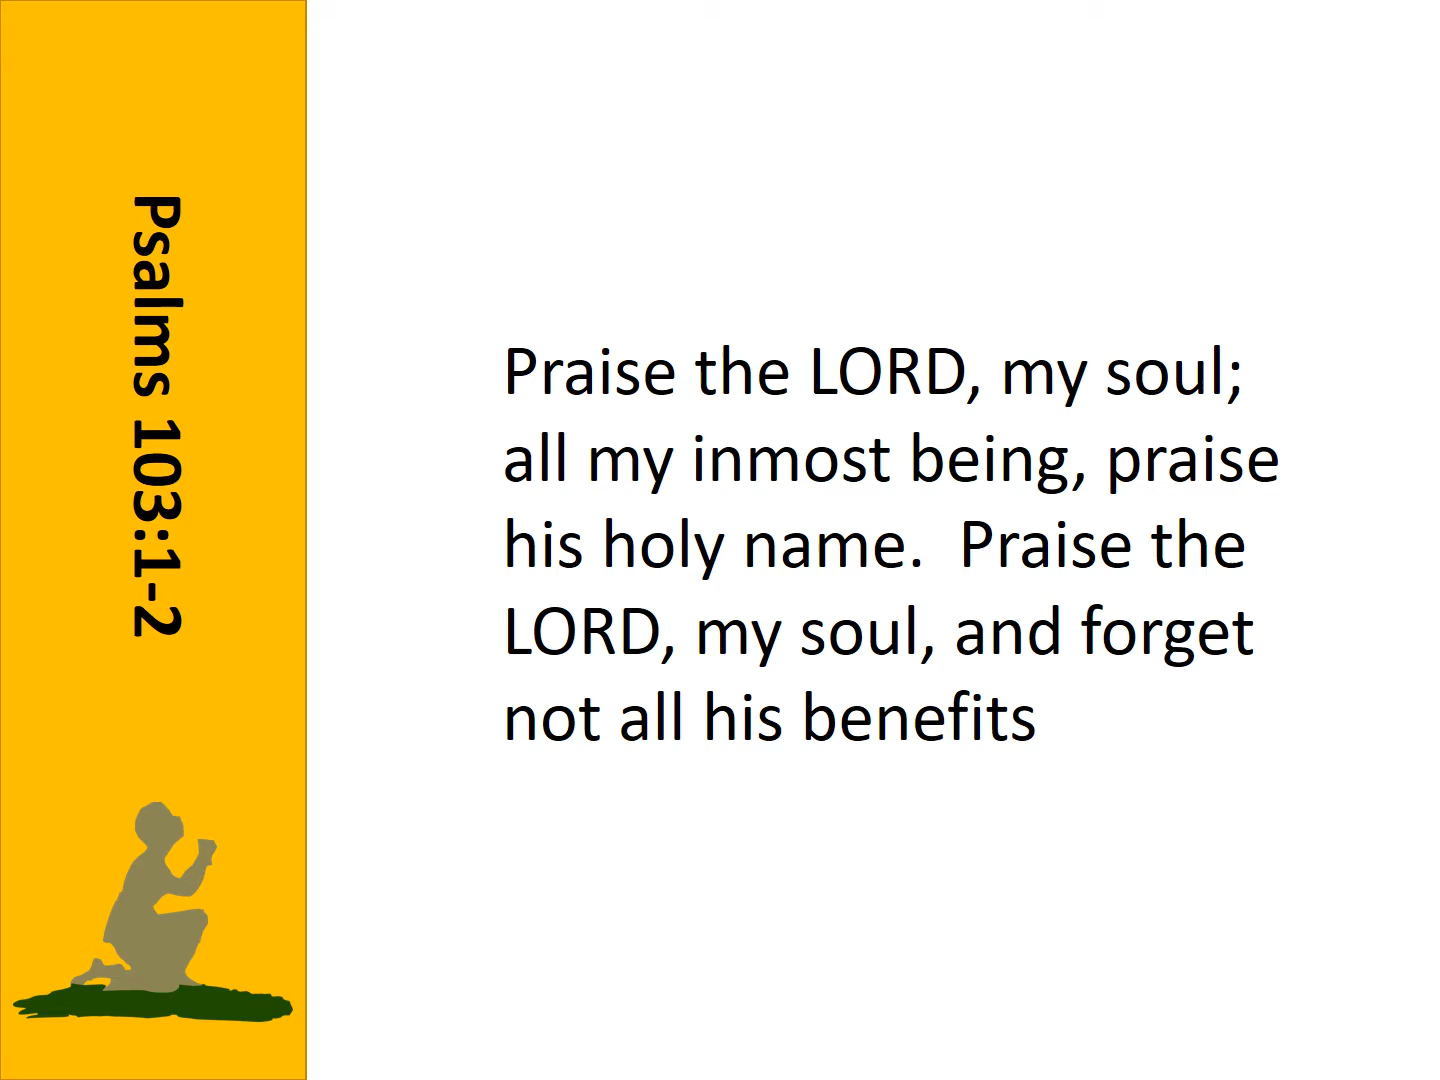 Psalms 103:1-2
Praise the LORD, my soul;
all my inmost being, praise
his holy name.  Praise the
LORD, my soul, and forget
not all his benefits